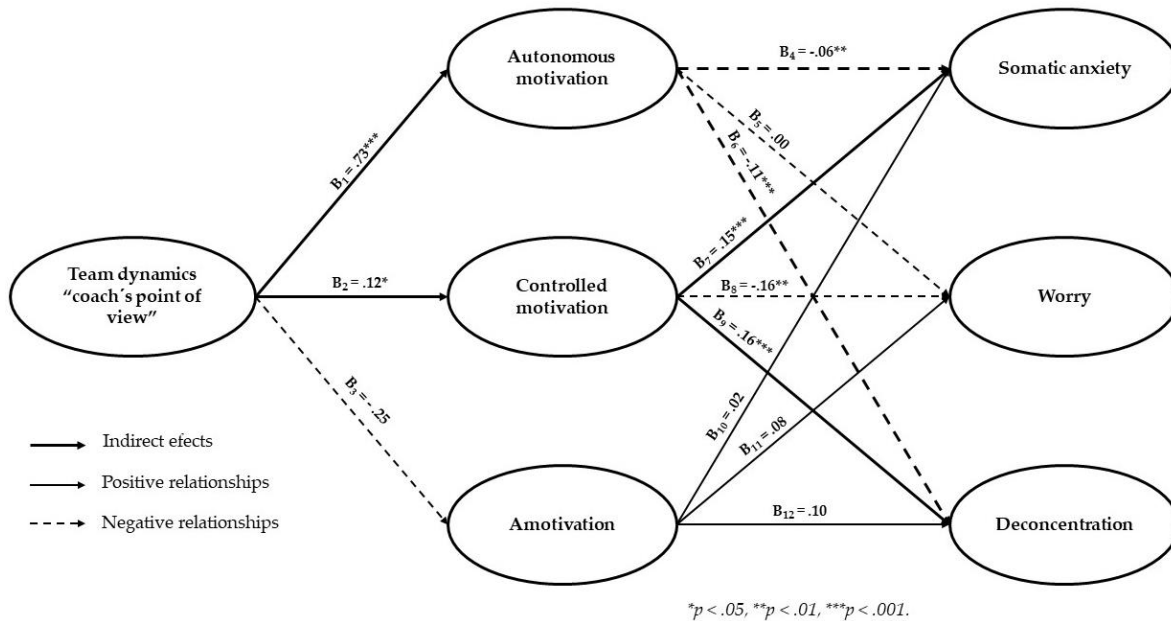 Autonomous
motivation
B4 = -.06**
Somatic anxiety
B1 = .73***
B5 = .00
B6 = -.11***
B7 = .15***
Team dynamics
“coach´s point of
view”
B2 = .12*
Controlled
motivation
B8 = -.16**
Worry
B9 = .16***
B3 = - .25
B10 = .02
B11 = .08
Indirect efects
Positive relationships
Negative relationships
Amotivation
B12 = .10
Deconcentration
*p < .05, **p < .01, ***p < .001.